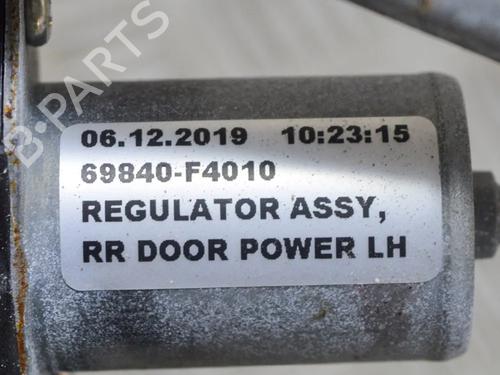 B-PARTS
06.12.2019 10:23:15
69840-F4010
REGULATOR ASSY,
RR DOOR POWER LH